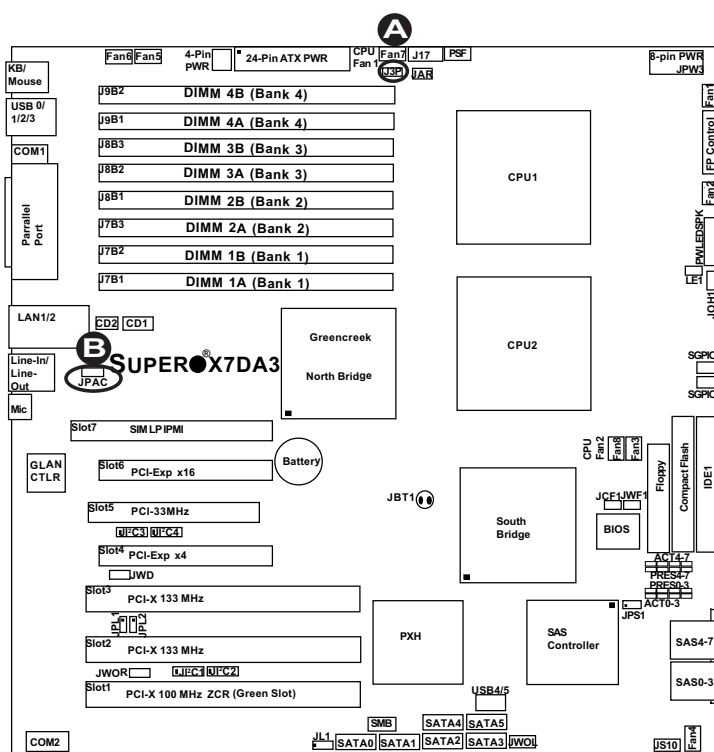 A
Fan6 Fan5
4-Pin PWR
24-Pin ATX PWR
CPU Fan 1
Fan7
J17
PSF
J3P
JAR
8-pin PWR JPW3
KB/ Mouse
USB 0/ 1/2/3
COM1
Parrallel Port
J9B2 DIMM 4B (Bank 4)
J9B1 DIMM 4A (Bank 4)
J8B3 DIMM 3B (Bank 3)
J8B2 DIMM 3A (Bank 3)
J8B1 DIMM 2B (Bank 2)
J7B3 DIMM 2A (Bank 2)
J7B2 DIMM 1B (Bank 1)
J7B1 DIMM 1A (Bank 1)
CPU1
Fan1
FP Control
Fan2
PWLEDSPK
LE1
JOH1
LAN1/2
CD2 CD1
B
SUPER®X7DA3
JPAC
Line-In/ Line- Out
Mic
Greencreek
North Bridge
CPU2
SGPIO
SGPIO
Slot7 SIMLP IPMI
GLAN CTLR
Slot6 PCI-Exp x16
Battery
Slot5 PCI-33MHz
JI²C3 JI²C4
Slot4 PCI-Exp x4
JWD
JBT1
South Bridge
CPU Fan2
Fan8
Fan3
JCF1 JWF1
BIOS
Floppy
Compact Flash
IDE1
ACT4-7
PRES4-7
PRES0-3
ACT0-3
JPS1
Slot3 PCI-X 133 MHz
JPL1
JPL2
Slot2 PCI-X 133 MHz
JWOR
JI²C1 JI²C2
Slot1 PCI-X 100 MHz ZCR (Green Slot)
PXH
SAS Controller
SAS4-7
SAS0-3
USB4/5
COM2
JL1
SMB
SATA0 SATA1
SATA4 SATA5
SATA2 SATA3
JWOL
JS10
Fan4